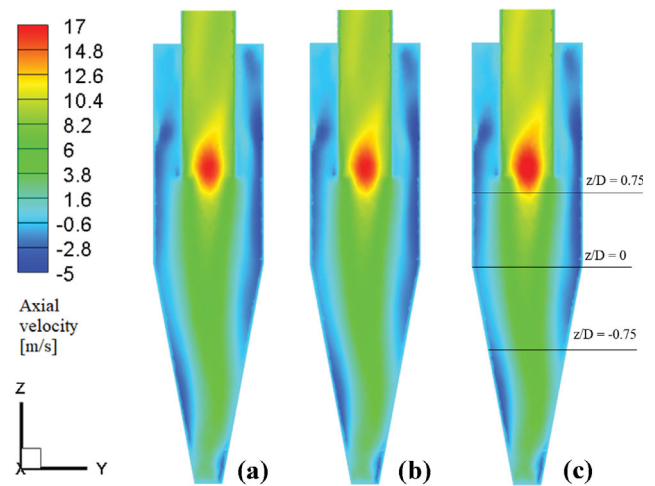 17
14.8
12.6
10.4
8.2
6
3.8
1.6
-0.6
-2.8
-5
Axial
velocity
[m/s]
Z
X
Y
z/D = 0.75
z/D = 0
z/D = -0.75
(a)
(b)
(c)